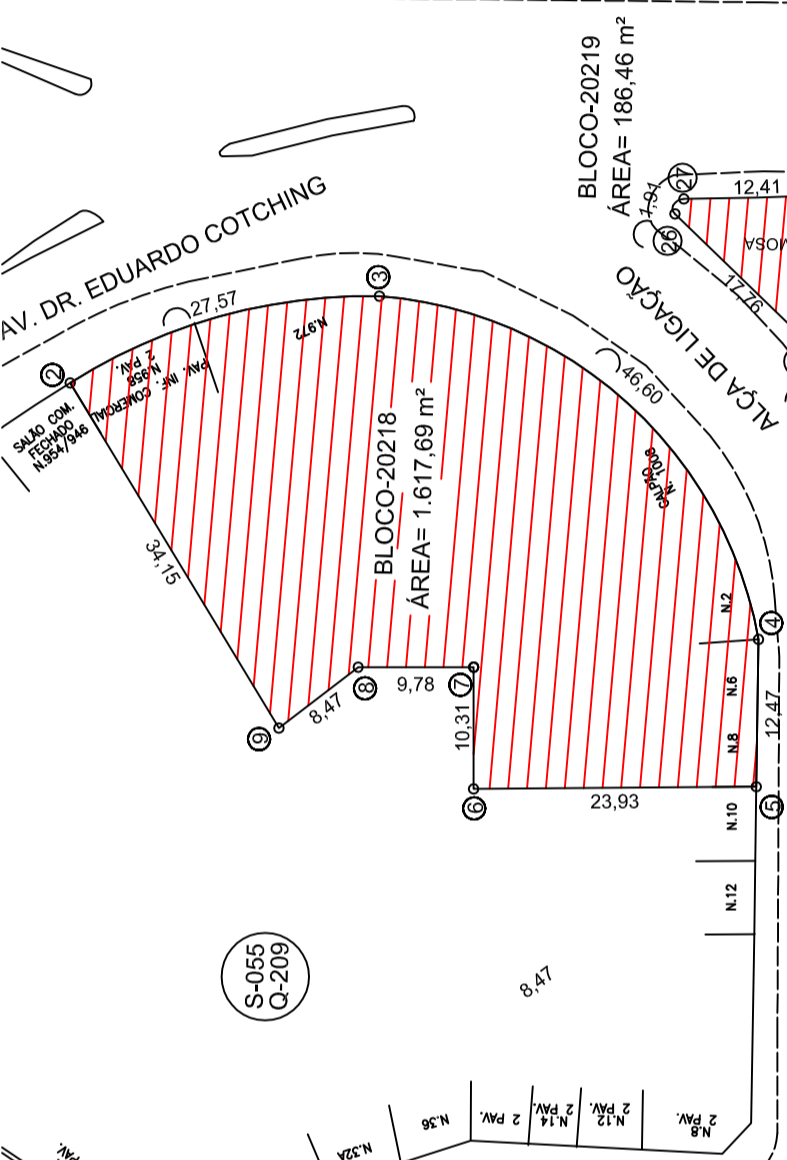 BLOCO-20219
ÁREA= 186,46 m²
AV. DR. EDUARDO COTCHING
27
1,91
26
12,41
17,76
ALÇA DE LIGAÇÃO
3
27,57
2
N.972
PAV. INF. COMERCIAL
N.958
2 PAV.
SALÃO COM.
FECHADO
N.954/946
46,60
BLOCO-20218
ÁREA= 1.617,69 m²
GALPÃO
N. 1008
34,15
N.2
4
8
9,78
7
N.6
8,47
9
10,31
N.8
12,47
6
23,93
5
N.10
N.12
S-055
Q-209
8,47
N.32A
N.36
2 PAV.
N.14
2 PAV.
N.12
2 PAV.
N.8
2 PAV.
PAV.